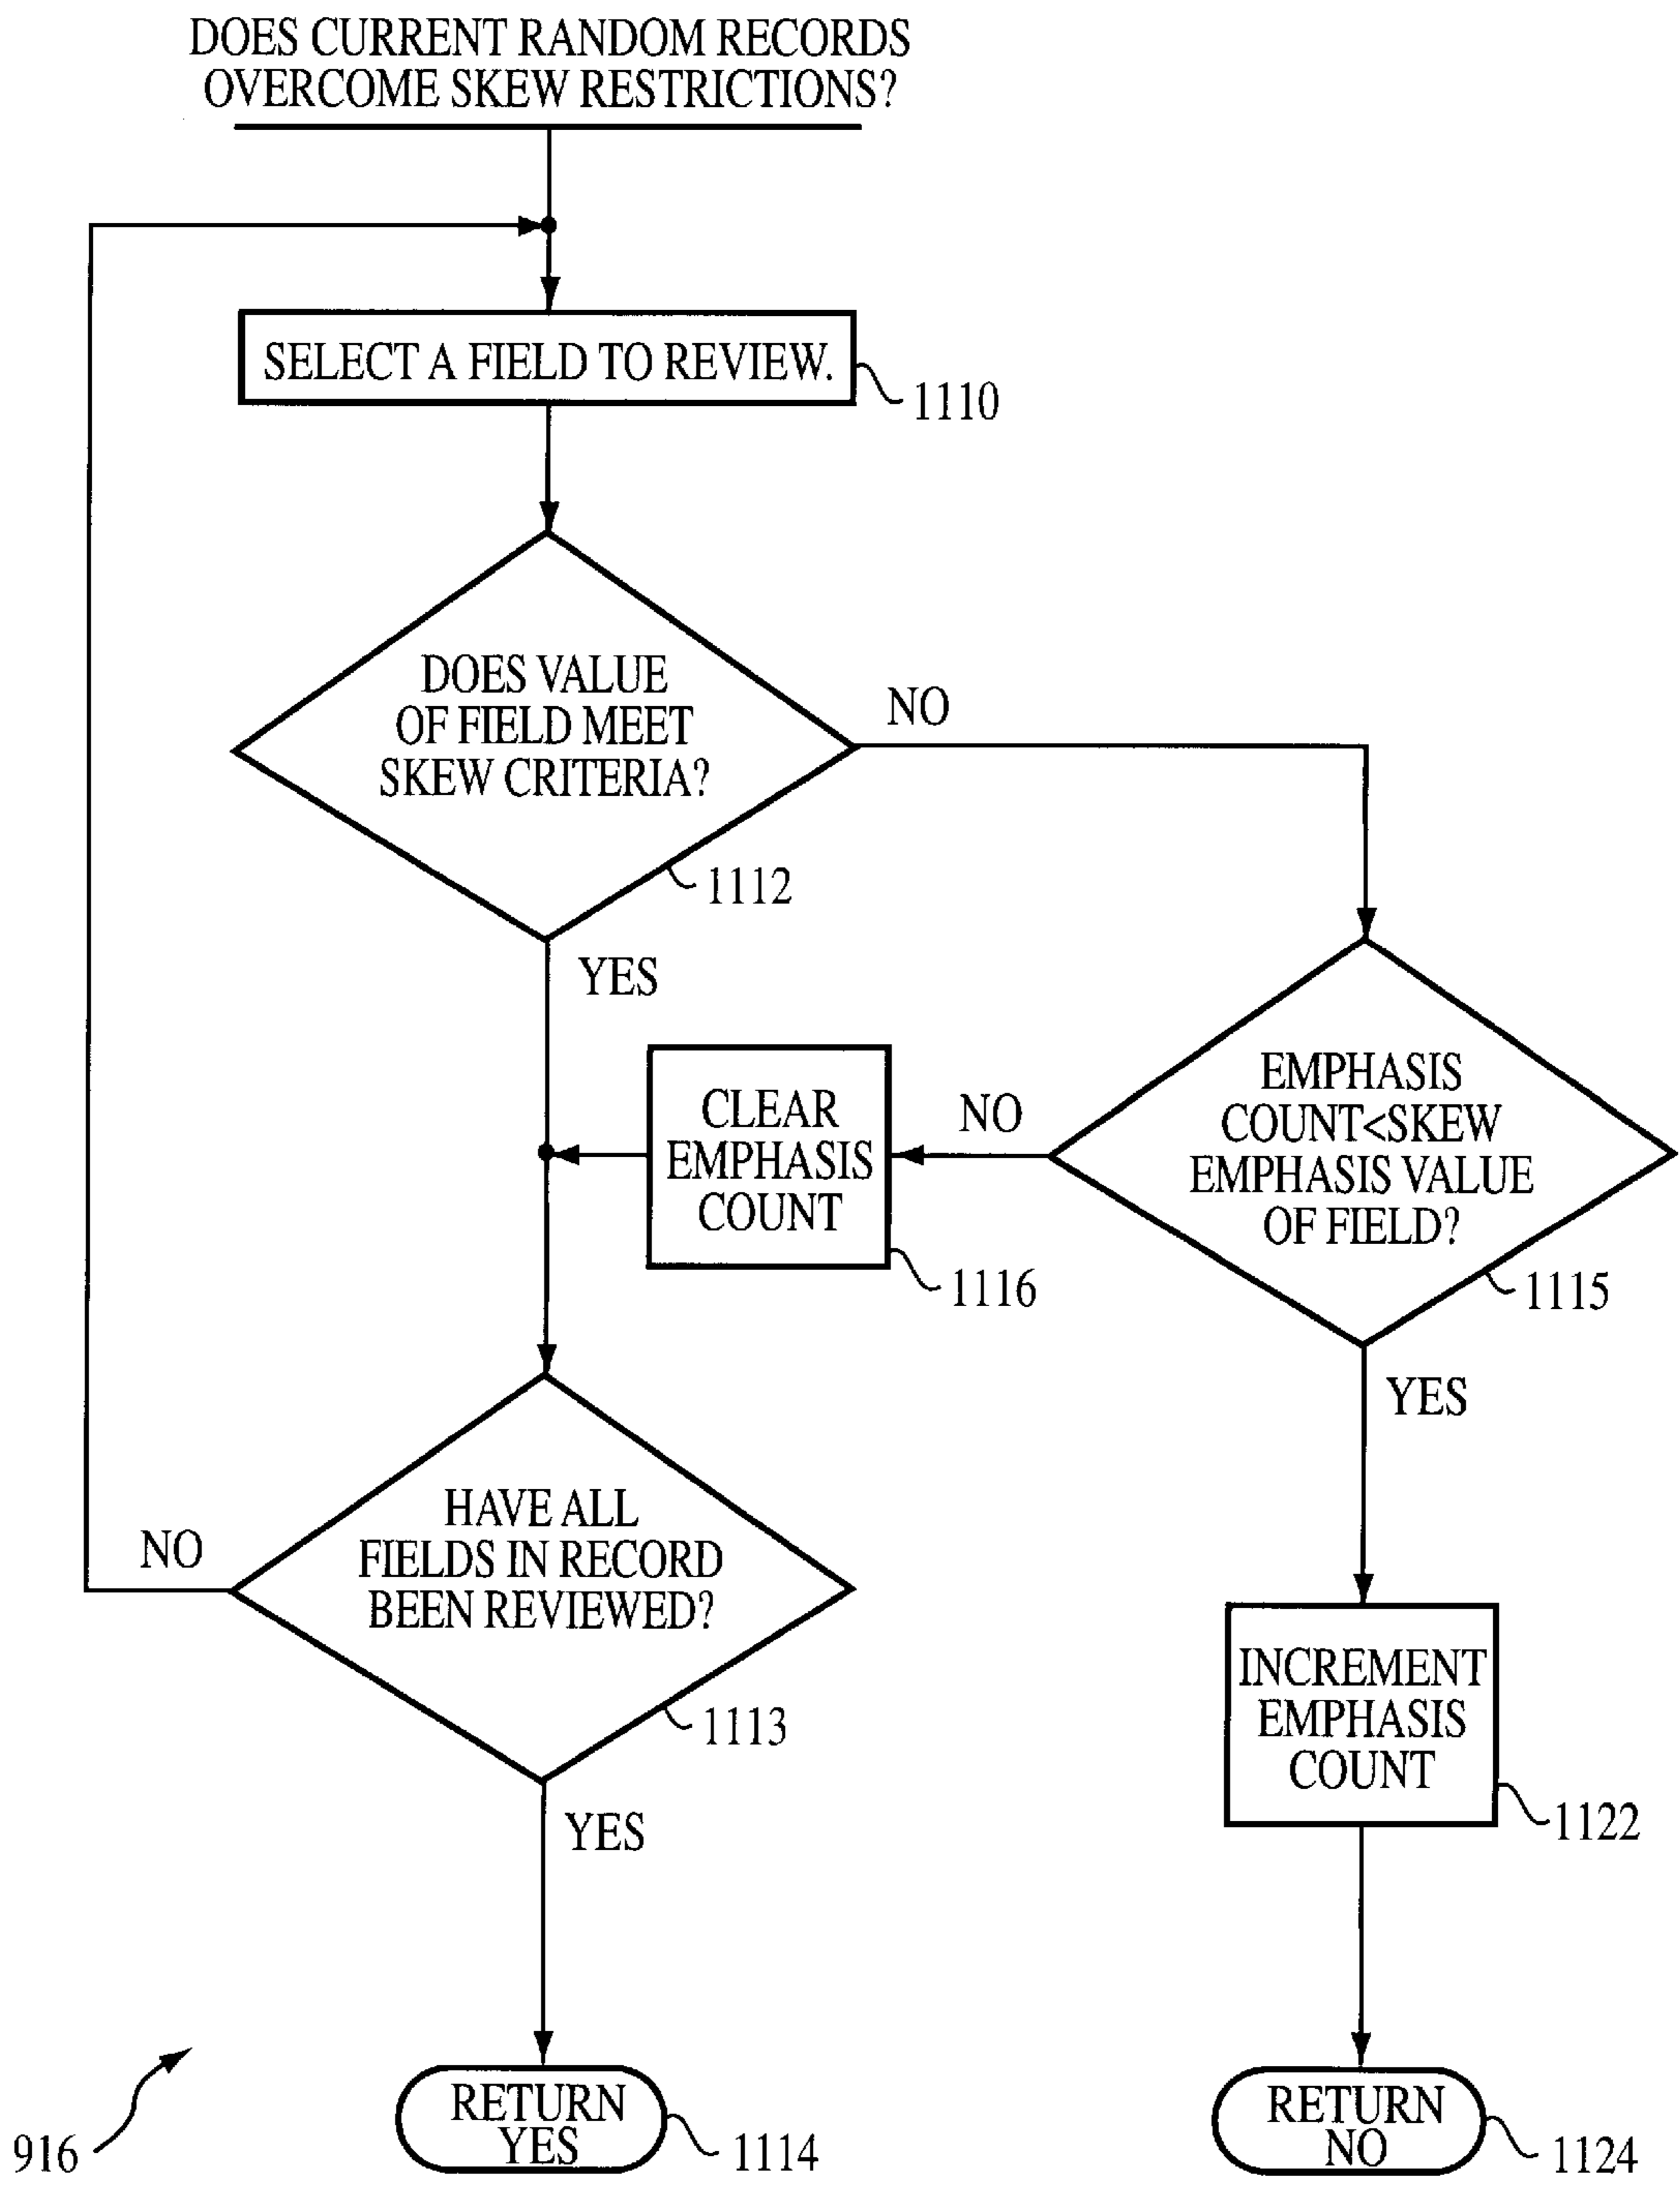 DOES CURRENT RANDOM RECORDS
OVERCOME SKEW RESTRICTIONS?
SELECT A FIELD TO REVIEW.
1110
DOES VALUE
OF FIELD MEET
SKEW CRITERIA?
NO
1112
YES
EMPHASIS
COUNT<SKEW
EMPHASIS VALUE
OF FIELD?
1115
NO
CLEAR
EMPHASIS
COUNT
1116
YES
HAVE ALL
FIELDS IN RECORD
BEEN REVIEWED?
NO
1113
YES
INCREMENT
EMPHASIS
COUNT
1122
RETURN
YES
1114
RETURN
NO
1124
916